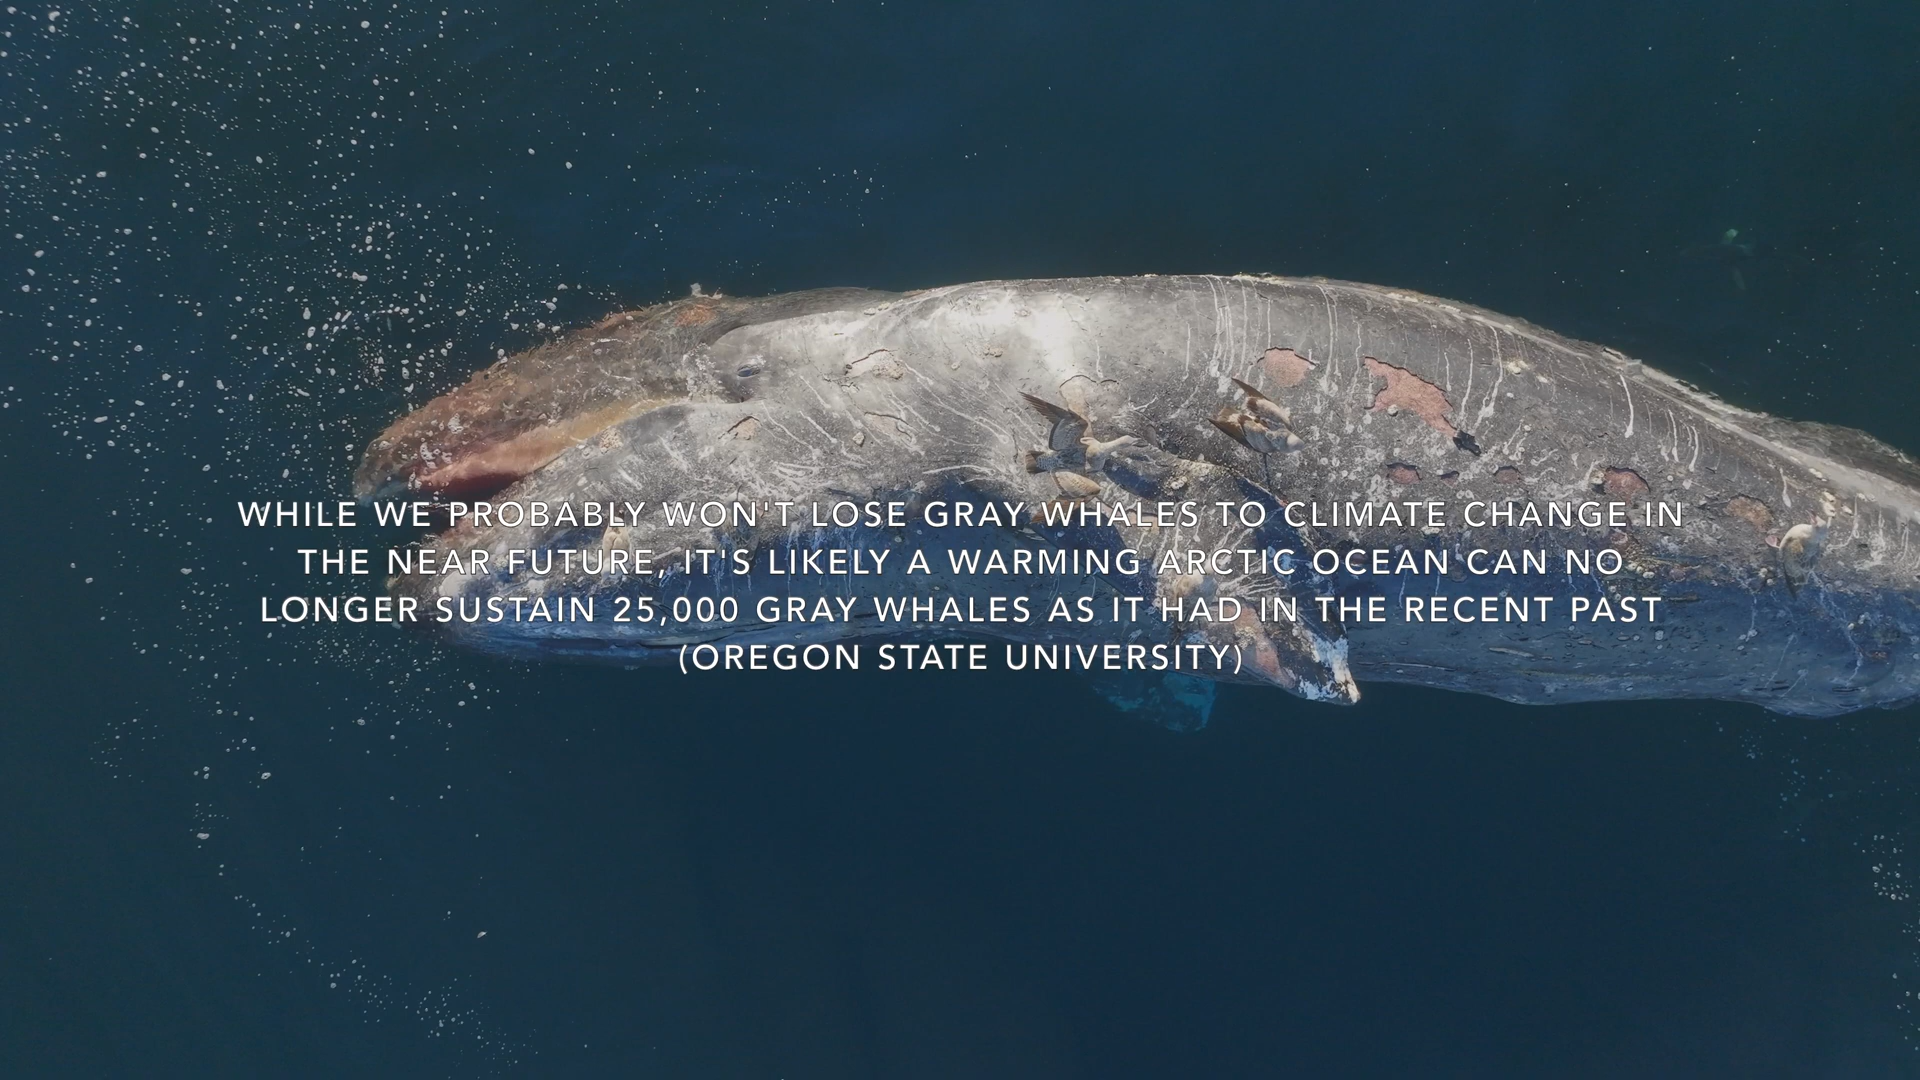 WHILE WE PROBABLY WON'T LOSE GRAY WHALES TO CLIMATE CHANGE IN
THE NEAR FUTURE, IT'S LIKELY A WARMING ARCTIC OCEAN CAN NO
LONGER SUSTAIN 25,000 GRAY WHALES AS IT HAD IN THE RECENT PAST
(OREGON STATE UNIVERSITY)